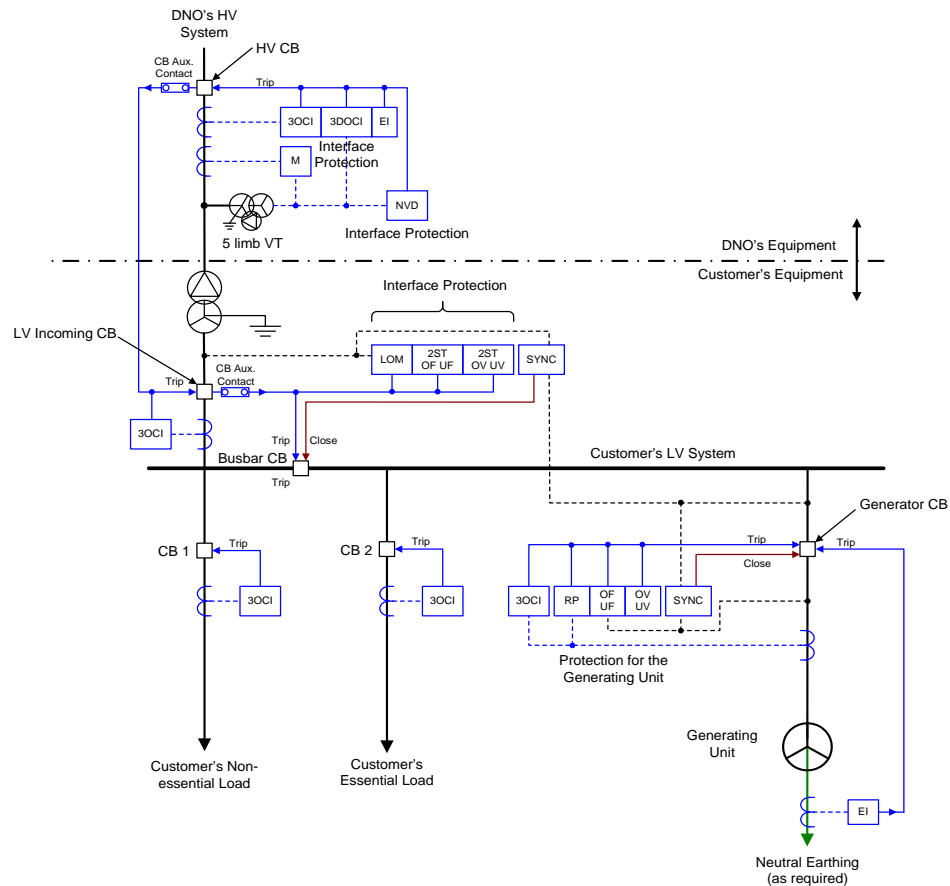 DNO's HV
System
HV CB
CB Aux.
Contact
Trip
3OCI
3DOCI
EI
Interface
Protection
M
NVD
5 limb VT
Interface Protection
DNO's Equipment
Customer's Equipment
Interface Protection
LV Incoming CB
CB Aux.
Contact
Trip
LOM
2ST
OF UF
2ST
OV UV
SYNC
3OCI
Trip
Close
Busbar CB
Customer's LV System
Trip
Generator CB
CB 1
Trip
CB 2
Trip
Trip
Trip
Close
3OCI
3OCI
3OCI
RP
OF
UF
OV
UV
SYNC
Protection for the
Generating Unit
Generating
Unit
Customer's Non-
essential Load
Customer's
Essential Load
EI
Neutral Earthing
(as required)